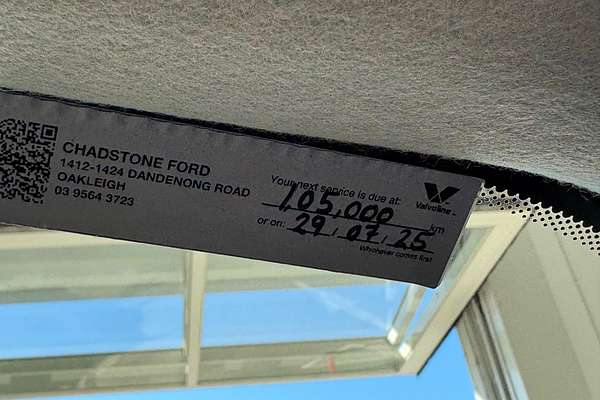 CHADSTONE FORD
1412-1424 DANDENONG ROAD
OAKLEIGH
03 9564 3723
Your next service is due at:
105,000 km
or on: 29.07.25
Whichever comes first
Valvoline